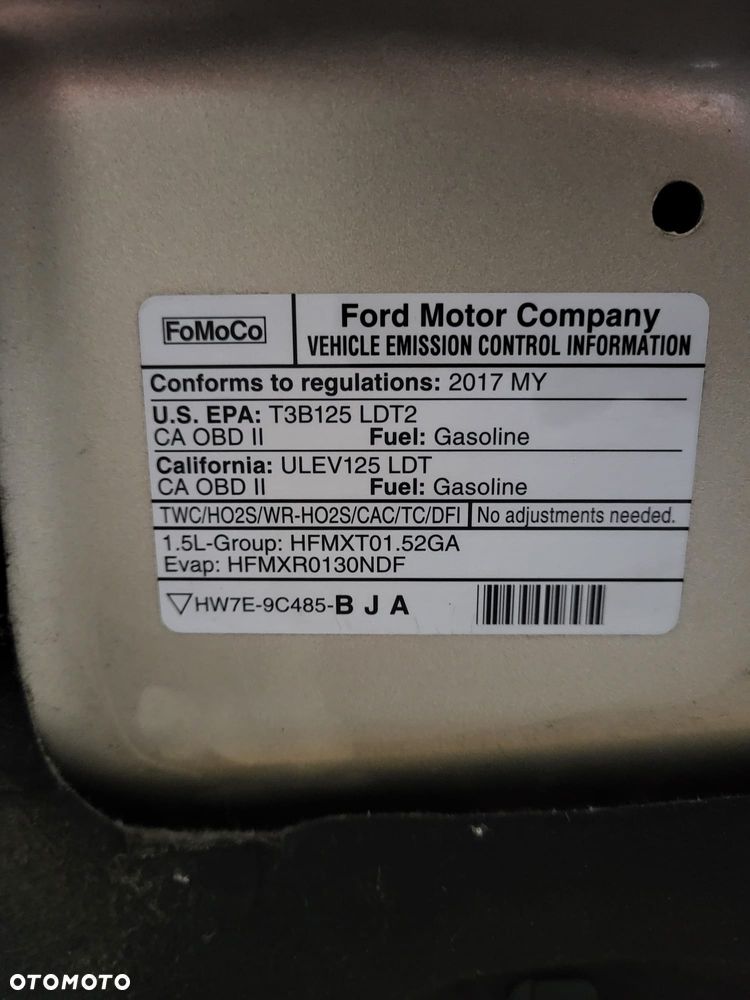 FoMoCo
Ford Motor Company
VEHICLE EMISSION CONTROL INFORMATION
Conforms to regulations: 2017 MY
U.S. EPA: T3B125 LDT2
CA OBD II Fuel: Gasoline
California: ULEV125 LDT
CA OBD II Fuel: Gasoline
TWC/HO2S/WR-HO2S/CAC/TC/DFI No adjustments needed.
1.5L-Group: HFMXT01.52GA
Evap: HFMXR0130NDF
HW7E-9C485-B J A
OTOMOTO